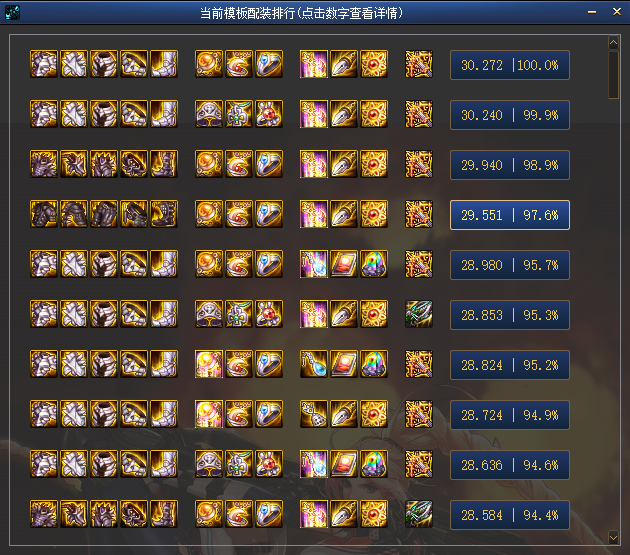 当前模板配装排行(点击数字查看详情)
30.272 |100.0%
30.240 | 99.9%
29.940 | 98.9%
29.551 | 97.6%
28.980 | 95.7%
28.853 | 95.3%
28.824 | 95.2%
28.724 | 94.9%
28.636 | 94.6%
28.584 | 94.4%